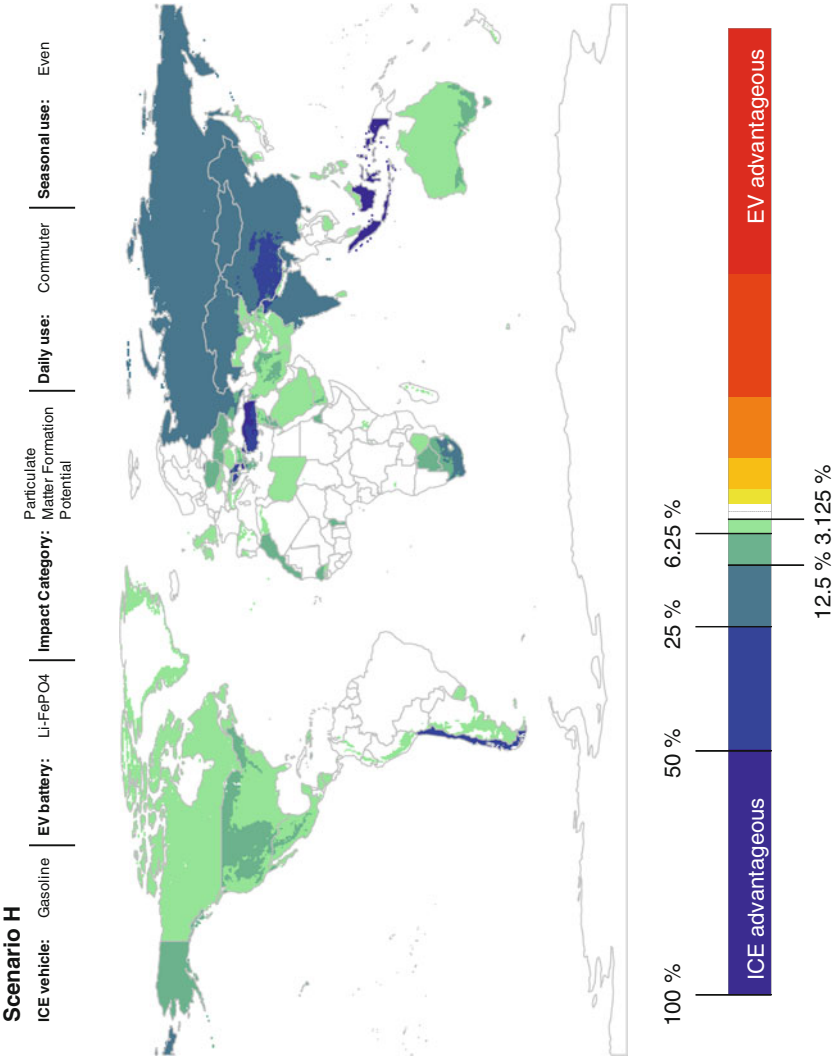 Scenario H
ICE vehicle: Gasoline
EV battery: Li-FePO4
Impact Category: Particulate
Matter Formation
Potential
Daily use: Commuter
Seasonal use: Even
100 %
50 %
25 %
12.5 %
6.25 %
3.125 %
ICE advantageous
EV advantageous